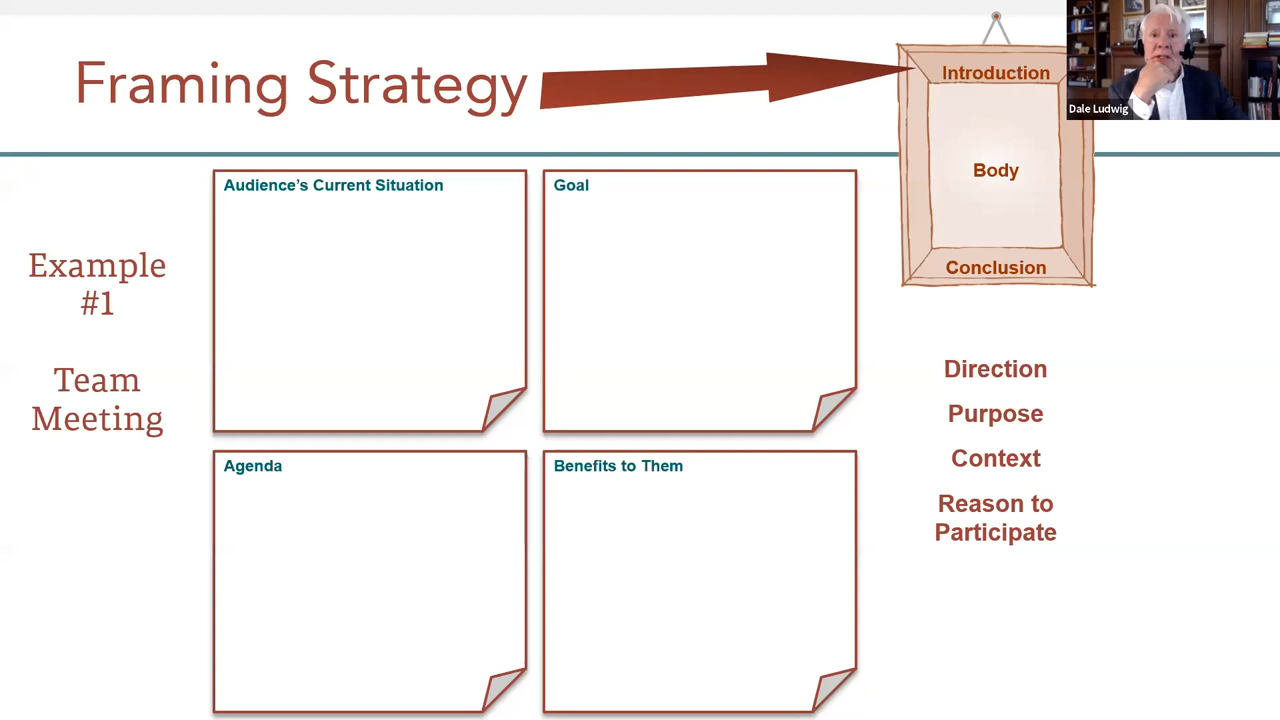 Framing Strategy
Introduction
Body
Conclusion
Dale Ludwig
Example
#1
Team
Meeting
Audience’s Current Situation
Goal
Agenda
Benefits to Them
Direction
Purpose
Context
Reason to
Participate